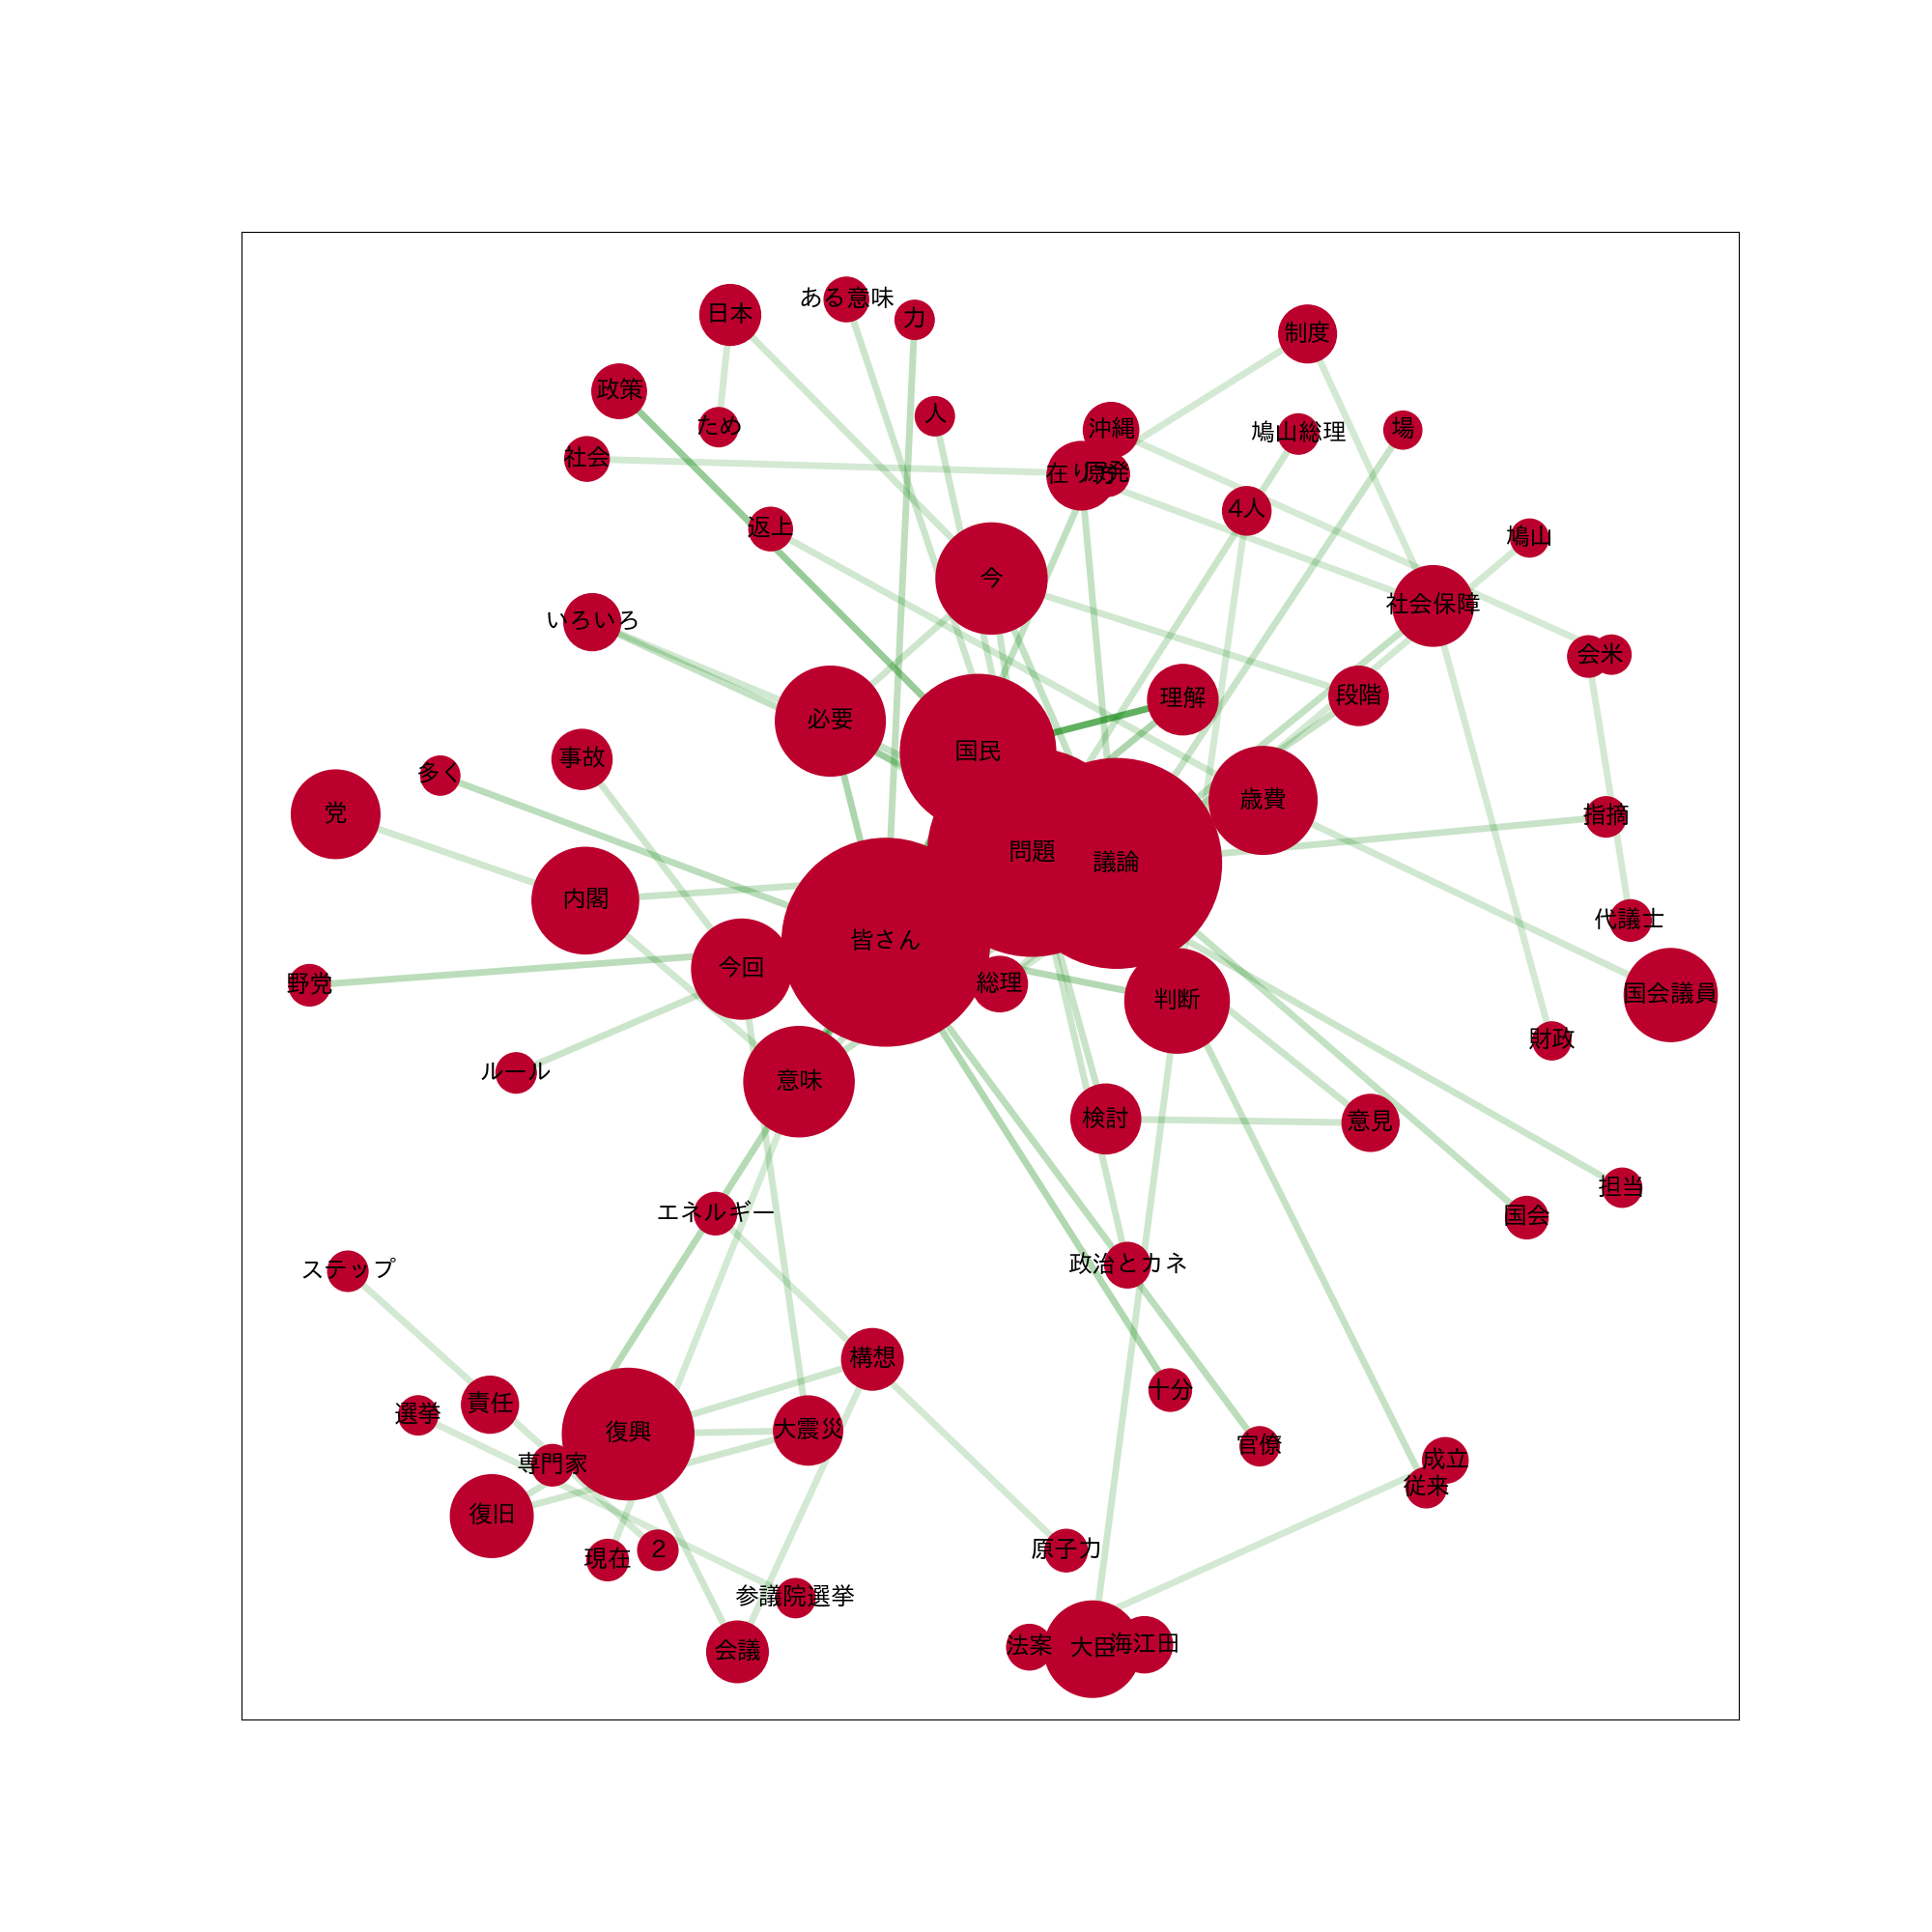 ある意味
日本
力
制度
政策
人
ため
沖縄
鳩山総理
場
社会
在り方
原発
4人
返上
鳩山
今
社会保障
いろいろ
会
米
段階
理解
必要
国民
事故
多く
歳費
党
指摘
問題
議論
内閣
代議士
皆さん
今回
野党
総理
国会議員
判断
財政
ルール
意味
検討
意見
担当
エネルギー
国会
政治とカネ
ステップ
構想
十分
責任
選挙
復興
大震災
官僚
成立
専門家
従来
復旧
2
原子力
現在
参議院選挙
法案
大臣
海江田
会議